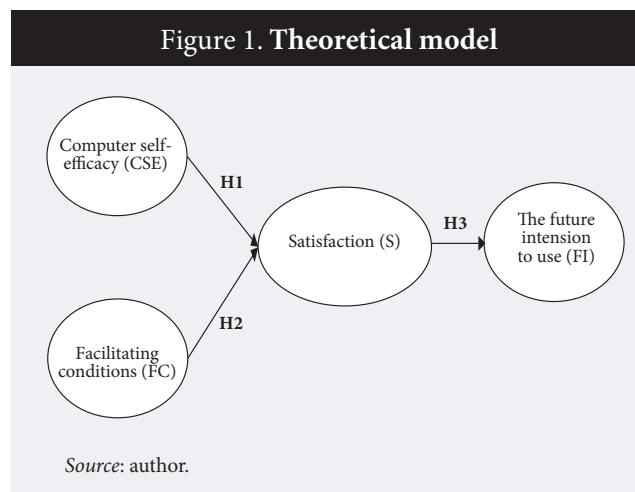 Figure 1. Theoretical model
Computer self-
efficacy (CSE)
H1
Satisfaction (S)
H3
The future
intension
to use (FI)
H2
Facilitating
conditions (FC)
Source: author.